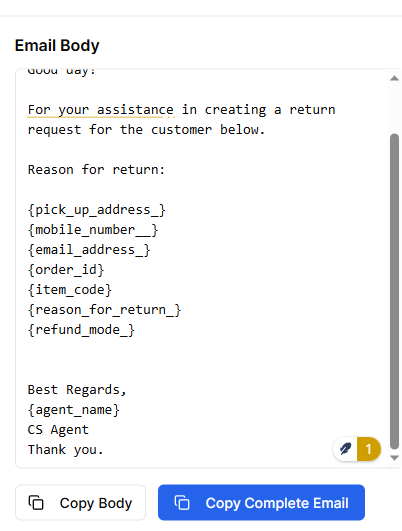 Email Body
Good day!
For your assistance in creating a return
request for the customer below.
Reason for return:
{pick_up_address_}
{mobile_number__}
{email_address_}
{order_id}
{item_code}
{reason_for_return_}
{refund_mode_}
Best Regards,
{agent_name}
CS Agent
Thank you.
1
Copy Body
Copy Complete Email